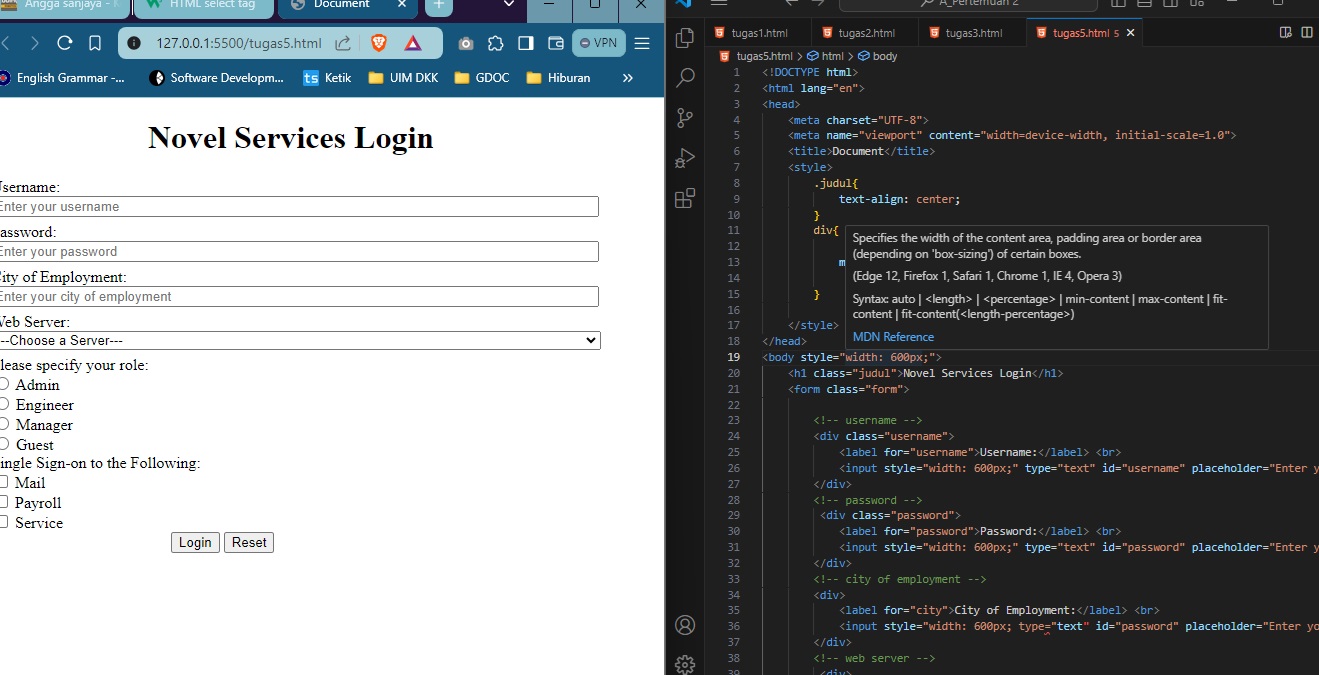 Angga sanjaya -
HTML select tag
Document
127.0.0.1:5500/tugas5.html
VPN
English Grammar -...
Software Developm...
ts Ketik
UIM DKK
GDOC
Hiburan
»
Novel Services Login
Username:
Enter your username
Password:
Enter your password
City of Employment:
Enter your city of employment
Web Server:
--Choose a Server---
Please specify your role:
Admin
Engineer
Manager
Guest
Single Sign-on to the Following:
Mail
Payroll
Service
Login Reset
A_Pertemuan 2
tugas1.html
tugas2.html
tugas3.html
tugas5.html 5
tugas5.html > html > body
1 <!DOCTYPE html>
2 <html lang="en">
3 <head>
4 <meta charset="UTF-8">
5 <meta name="viewport" content="width=device-width, initial-scale=1.0">
6 <title>Document</title>
7 <style>
8 .judul{
9 text-align: center;
10 }
11 div{
12
13 m
14
15 }
16
17 </style>
18 </head>
Specifies the width of the content area, padding area or border area
(depending on 'box-sizing') of certain boxes.
(Edge 12, Firefox 1, Safari 1, Chrome 1, IE 4, Opera 3)
Syntax: auto | <length> | <percentage> | min-content | max-content | fit-
content | fit-content(<length-percentage>)
MDN Reference
19 <body style="width: 600px;">
20 <h1 class="judul">Novel Services Login</h1>
21 <form class="form">
22
23 <!-- username -->
24 <div class="username">
25 <label for="username">Username:</label> <br>
26 <input style="width: 600px;" type="text" id="username" placeholder="Enter y
27 </div>
28 <!-- password -->
29 <div class="password">
30 <label for="password">Password:</label> <br>
31 <input style="width: 600px;" type="text" id="password" placeholder="Enter y
32 </div>
33 <!-- city of employment -->
34 <div>
35 <label for="city">City of Employment:</label> <br>
36 <input style="width: 600px; type="text" id="password" placeholder="Enter yo
37 </div>
38 <!-- web server -->
39 <div>